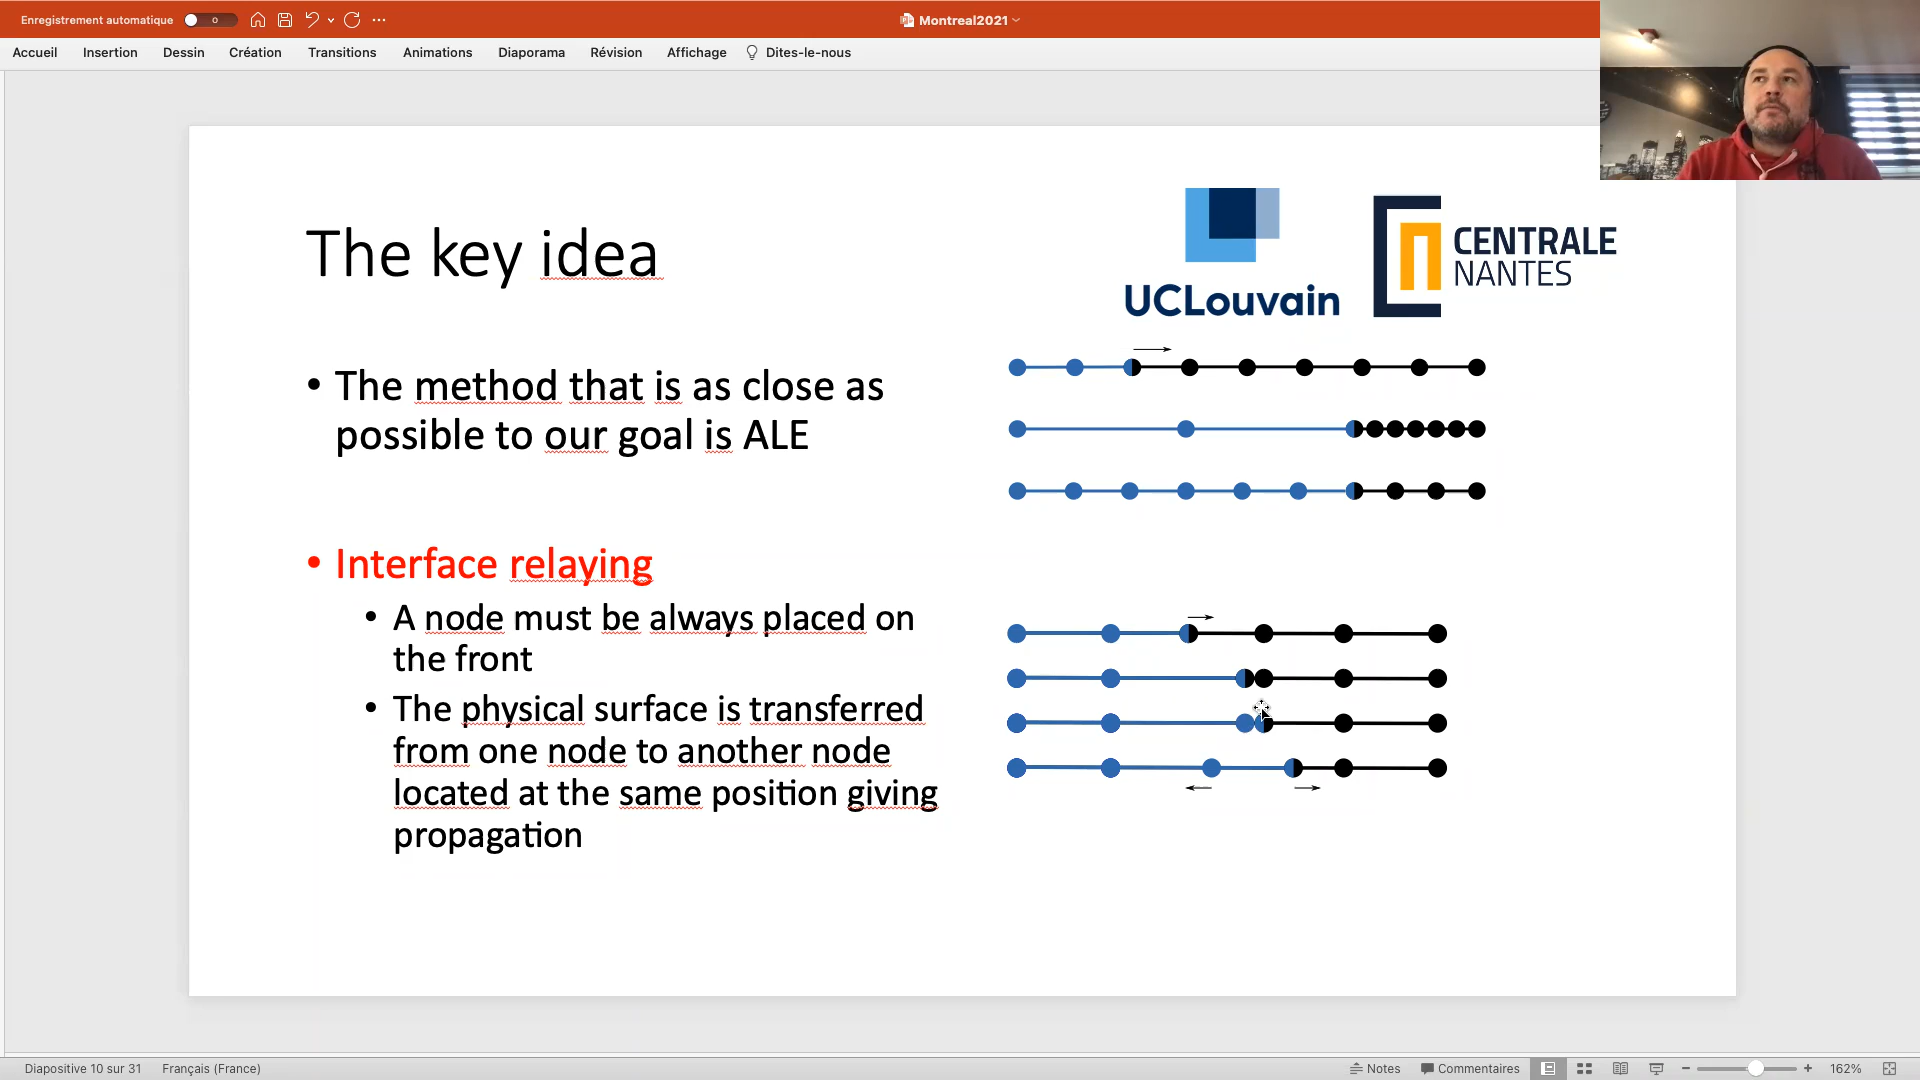 Enregistrement automatique
Montreal2021
Accueil Insertion Dessin Création Transitions Animations Diaporama Révision Affichage Dites-le-nous
The key idea
UCLouvain
CENTRALE
NANTES
• The method that is as close as
possible to our goal is ALE
• Interface relaying
• A node must be always placed on
the front
• The physical surface is transferred
from one node to another node
located at the same position giving
propagation
Diapositive 10 sur 31 Français (France) Notes Commentaires 162%